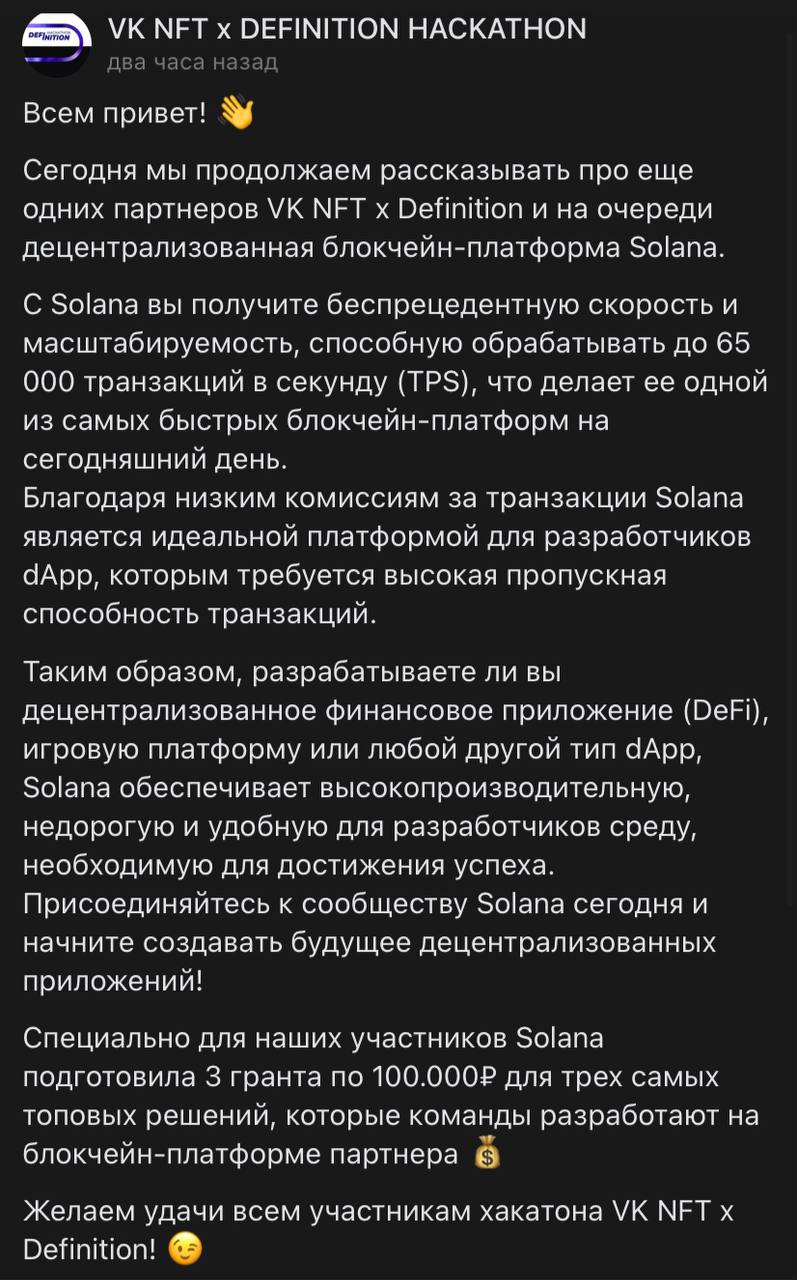 DEFINITION
HACKATHON
VK NFT x DEFINITION HACKATHON
два часа назад
Всем привет! 👋
Сегодня мы продолжаем рассказывать про еще
одних партнеров VK NFT x Definition и на очереди
децентрализованная блокчейн-платформа Solana.
С Solana вы получите беспрецедентную скорость и
масштабируемость, способную обрабатывать до 65
000 транзакций в секунду (TPS), что делает ее одной
из самых быстрых блокчейн-платформ на
сегодняшний день.
Благодаря низким комиссиям за транзакции Solana
является идеальной платформой для разработчиков
dApp, которым требуется высокая пропускная
способность транзакций.
Таким образом, разрабатываете ли вы
децентрализованное финансовое приложение (DeFi),
игровую платформу или любой другой тип dApp,
Solana обеспечивает высокопроизводительную,
недорогую и удобную для разработчиков среду,
необходимую для достижения успеха.
Присоединяйтесь к сообществу Solana сегодня и
начните создавать будущее децентрализованных
приложений!
Специально для наших участников Solana
подготовила 3 гранта по 100.000₽ для трех самых
топовых решений, которые команды разработают на
блокчейн-платформе партнера 💰
Желаем удачи всем участникам хакатона VK NFT x
Definition! 😉